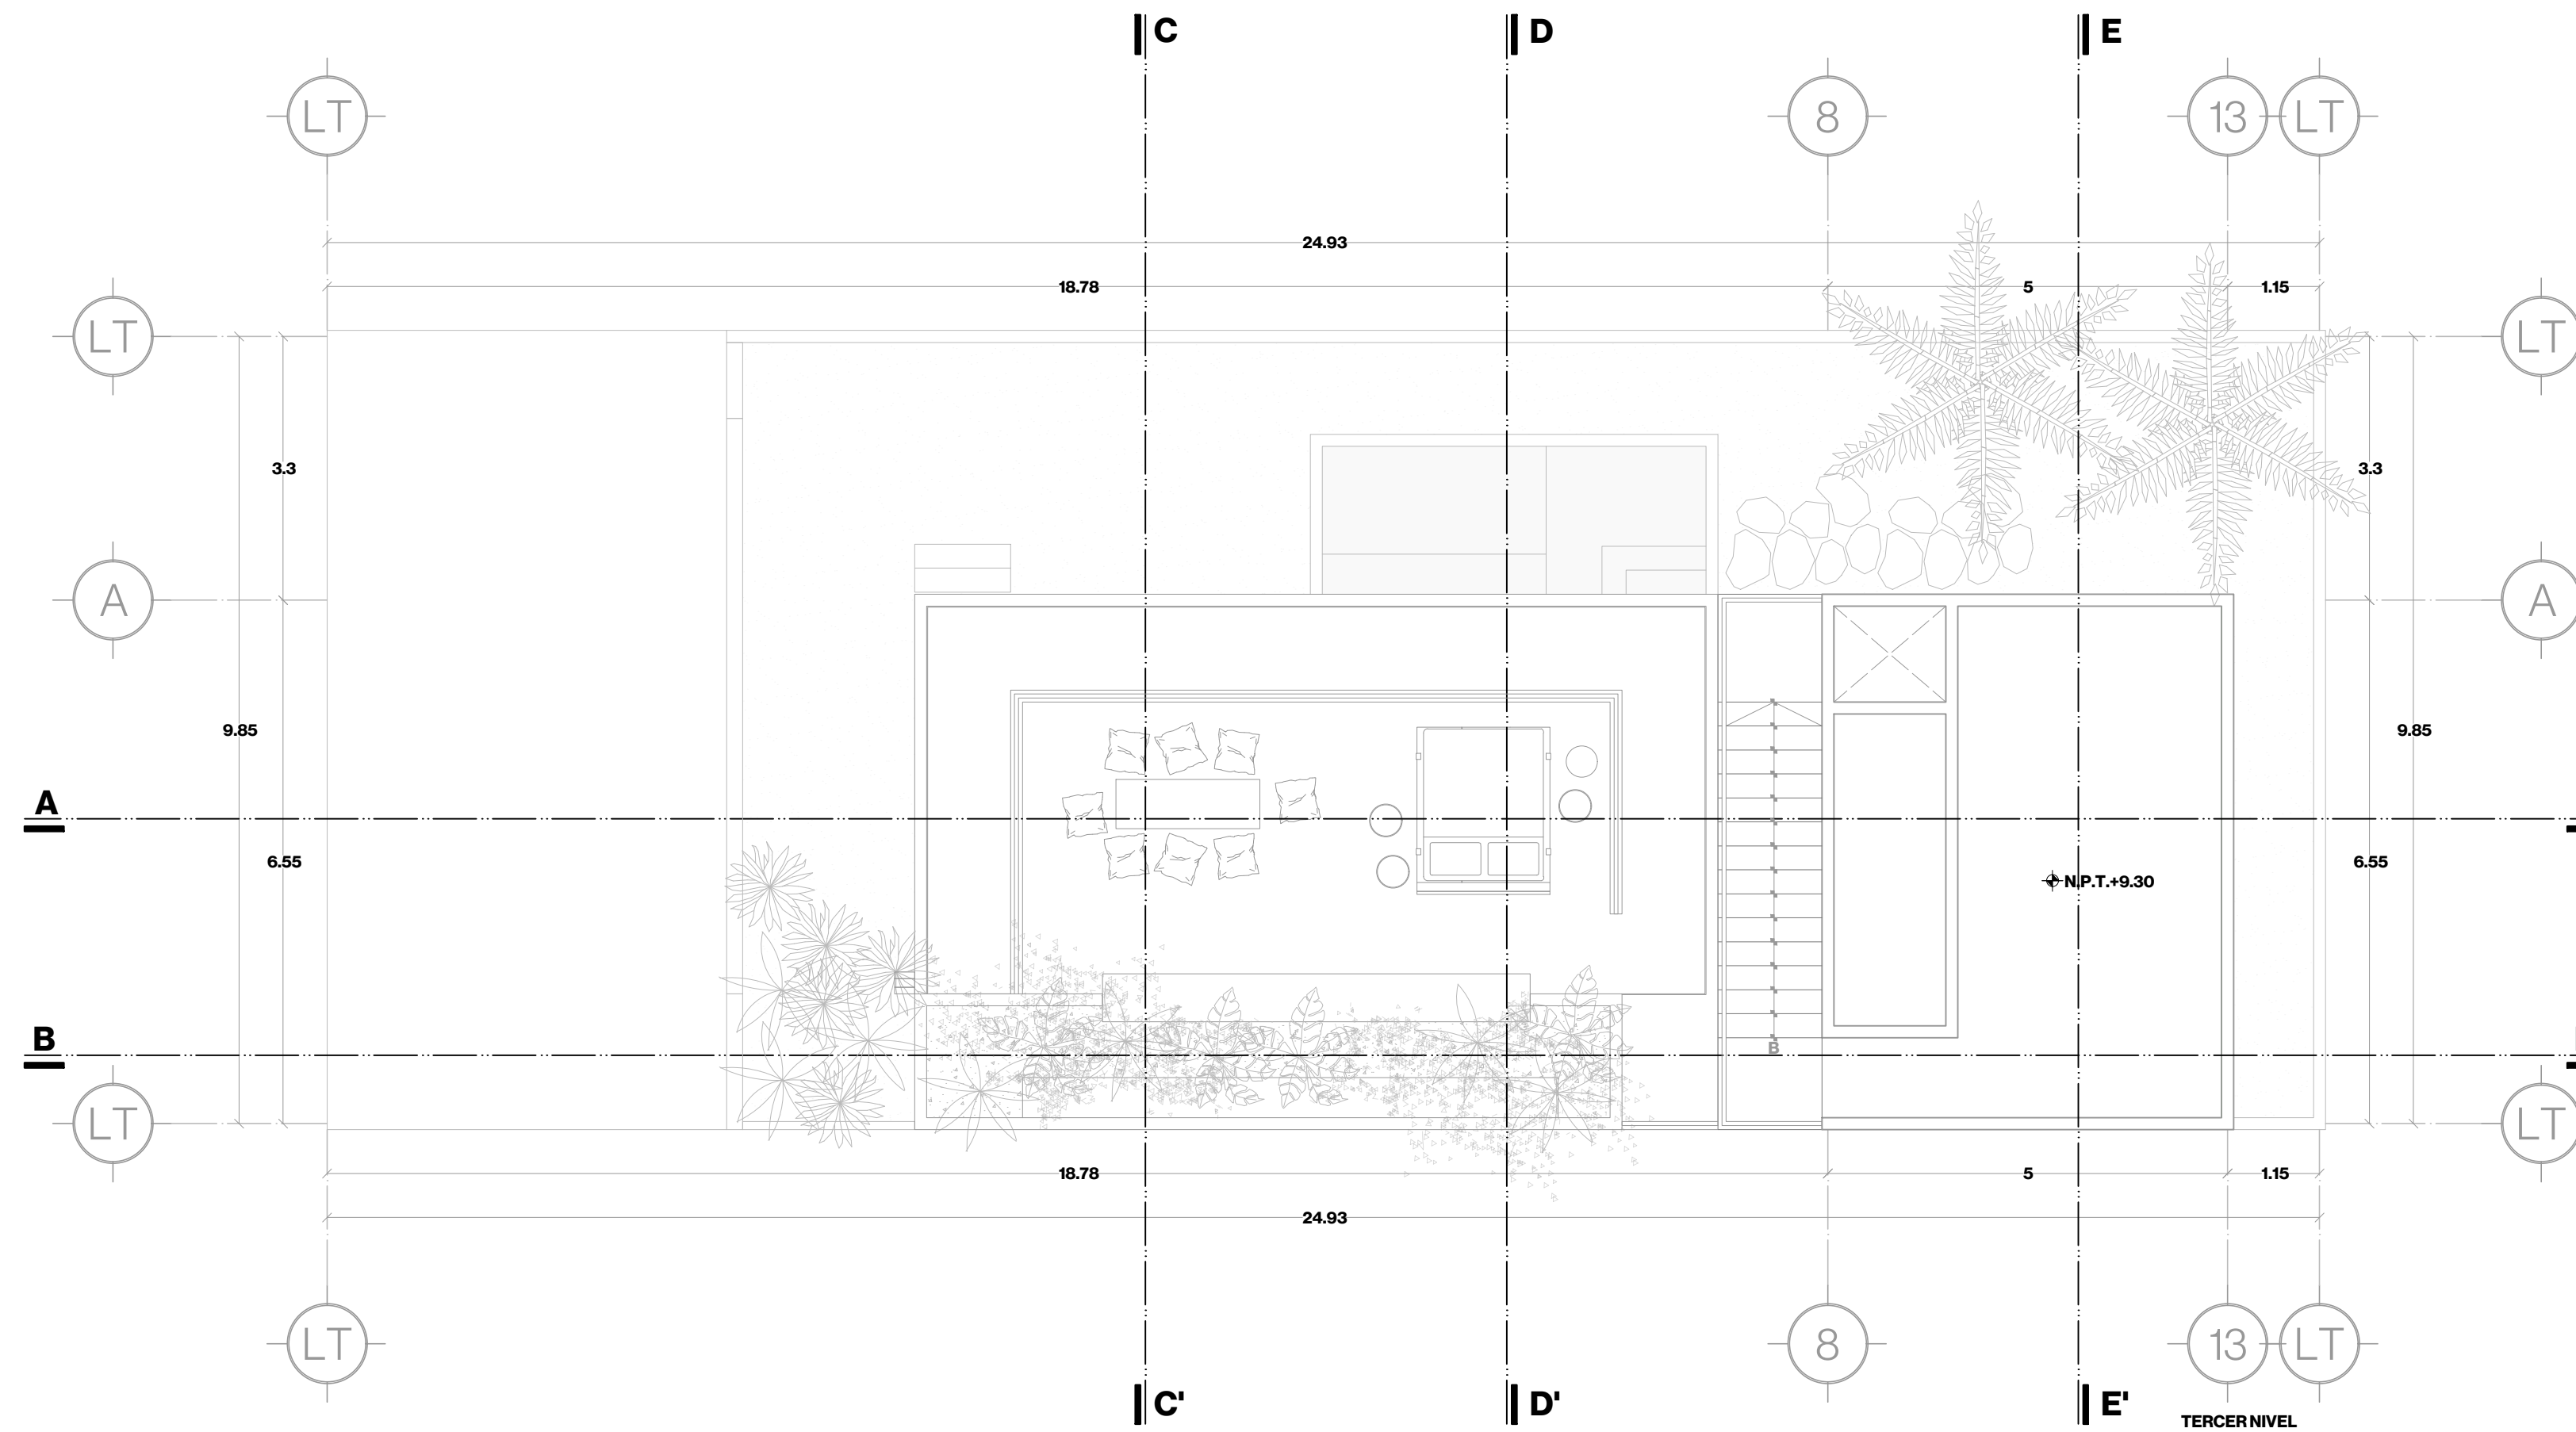 C D E
LT 8 13 LT
24.93
18.78 5 1.15
LT LT
3.3 3.3
A A
9.85 9.85
A
6.55 6.55
N.P.T.+9.30
B
B
LT LT
18.78 5 1.15
24.93
LT 8 13 LT
C' D' E'
TERCER NIVEL